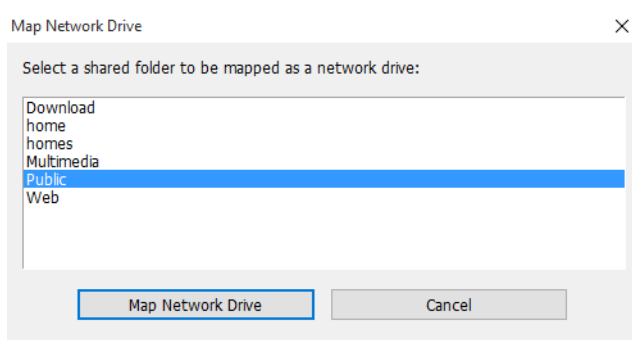 Map Network Drive
Select a shared folder to be mapped as a network drive:
Download
home
homes
Multimedia
Public
Web
Map Network Drive
Cancel